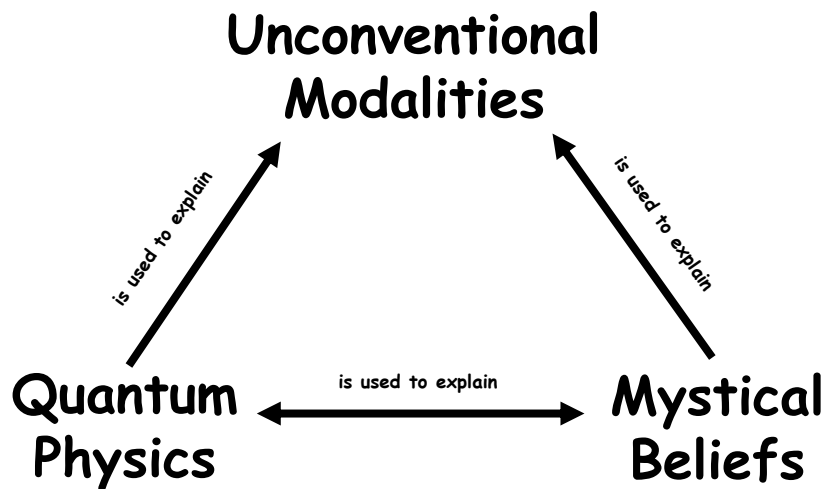 Unconventional
Modalities
is used to explain
is used to explain
is used to explain
Quantum
Physics
Mystical
Beliefs